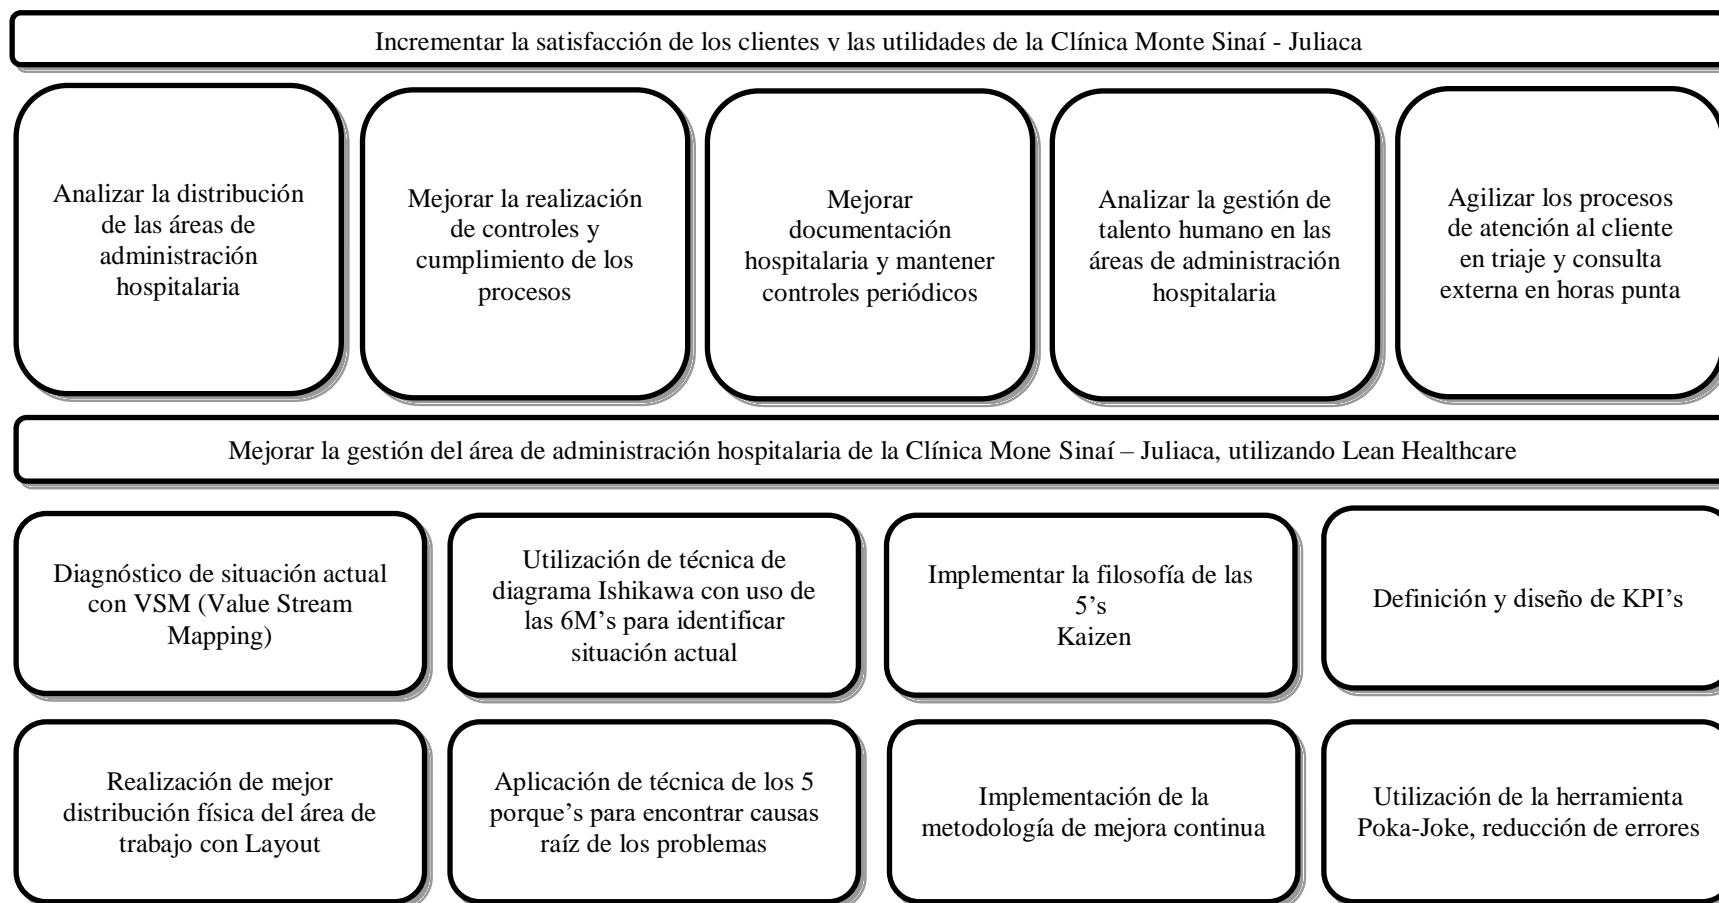 Incrementar la satisfacción de los clientes y las utilidades de la Clínica Monte Sinaí - Juliaca
Analizar la distribución
de las áreas de
administración
hospitalaria
Mejorar la realización
de controles y
cumplimiento de los
procesos
Mejorar
documentación
hospitalaria y mantener
controles periódicos
Analizar la gestión de
talento humano en las
áreas de administración
hospitalaria
Agilizar los procesos
de atención al cliente
en triaje y consulta
externa en horas punta
Mejorar la gestión del área de administración hospitalaria de la Clínica Mone Sinaí – Juliaca, utilizando Lean Healthcare
Diagnóstico de situación actual
con VSM (Value Stream
Mapping)
Utilización de técnica de
diagrama Ishikawa con uso de
las 6M’s para identificar
situación actual
Implementar la filosofía de las
5’s
Kaizen
Definición y diseño de KPI’s
Realización de mejor
distribución física del área de
trabajo con Layout
Aplicación de técnica de los 5
porque’s para encontrar causas
raíz de los problemas
Implementación de la
metodología de mejora continua
Utilización de la herramienta
Poka-Joke, reducción de errores